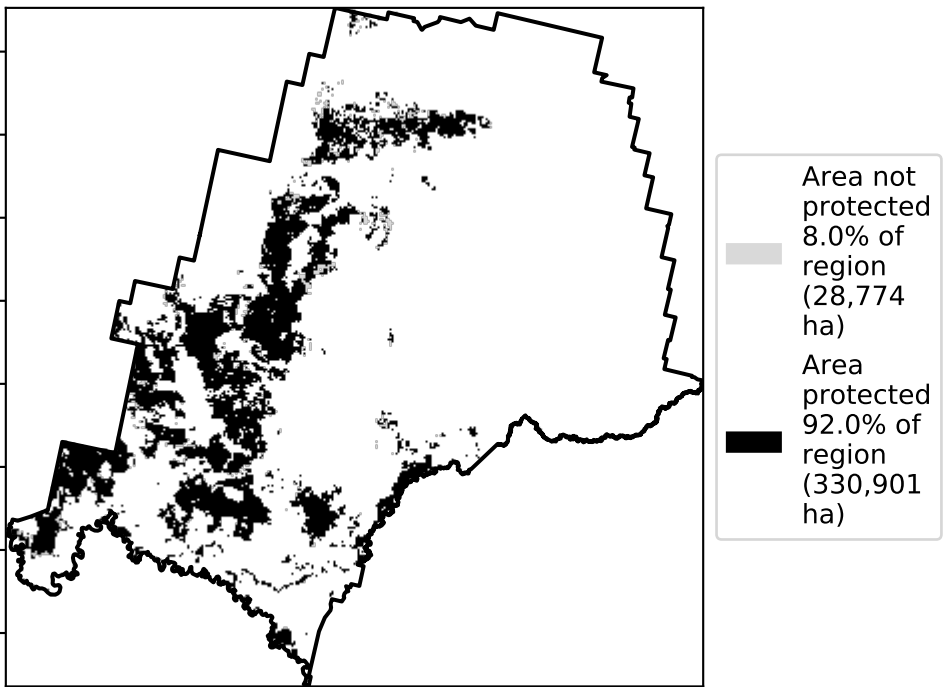 Area not
protected
8.0% of
region
(28,774
ha)
Area
protected
92.0% of
region
(330,901
ha)